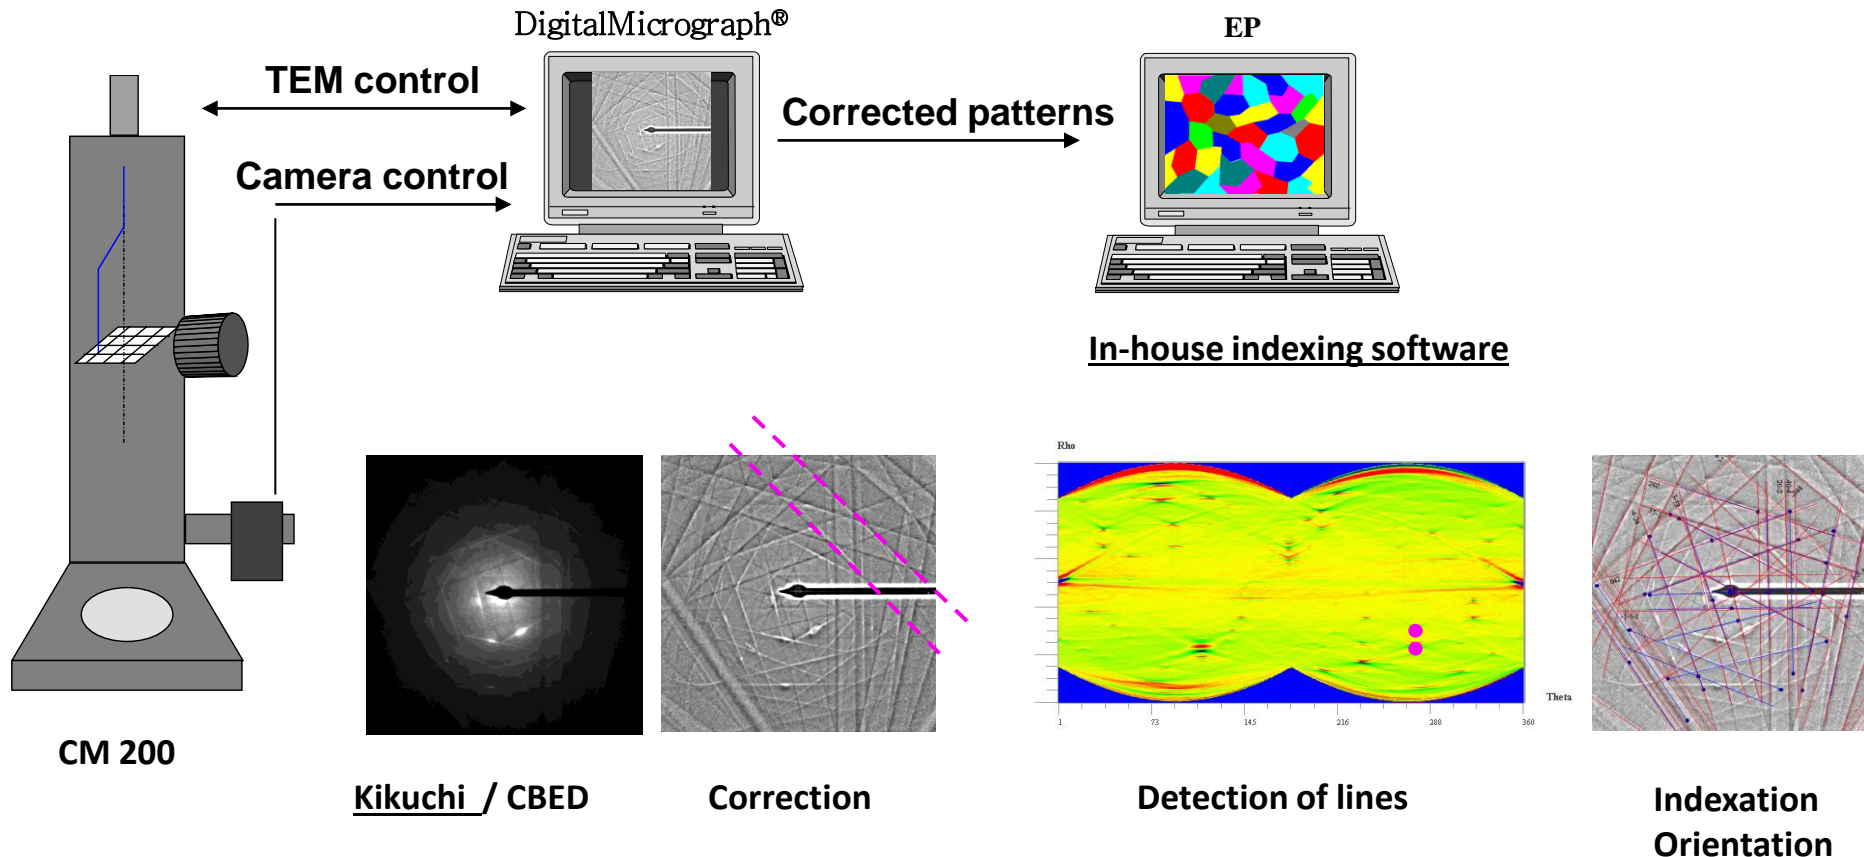 DigitalMicrograph®
EP
TEM control
Corrected patterns
Camera control
In-house indexing software
Rho
Theta
1 73 145 216 288 360
CM 200
Kikuchi / CBED
Correction
Detection of lines
Indexation
Orientation